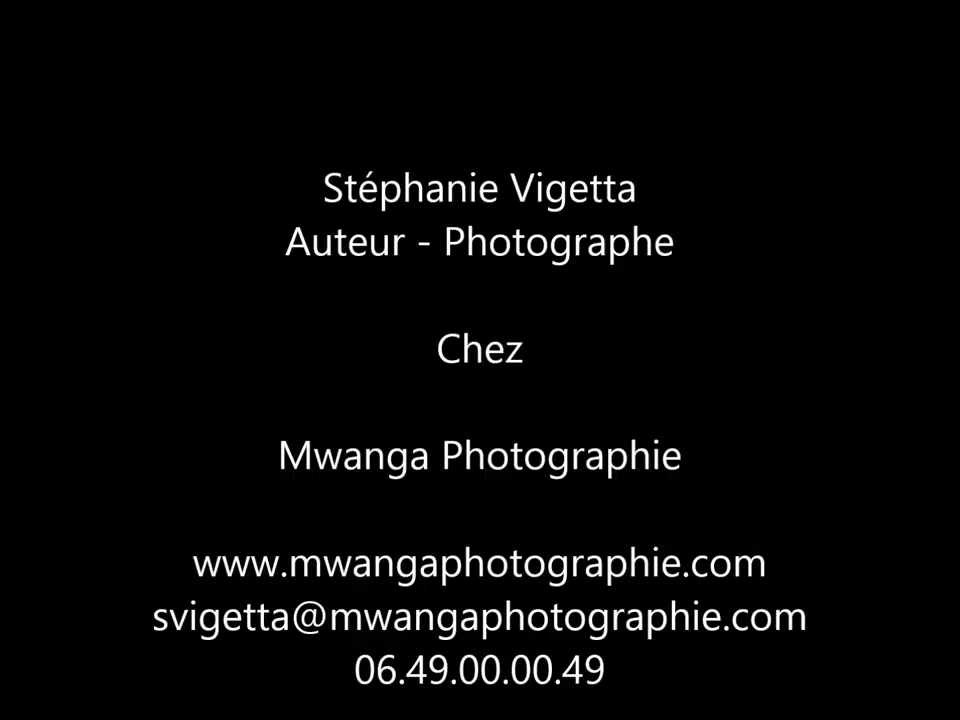 Stéphanie Vigetta
Auteur - Photographe
Chez
Mwanga Photographie
www.mwangaphotographie.com
svigetta@mwangaphotographie.com
06.49.00.00.49